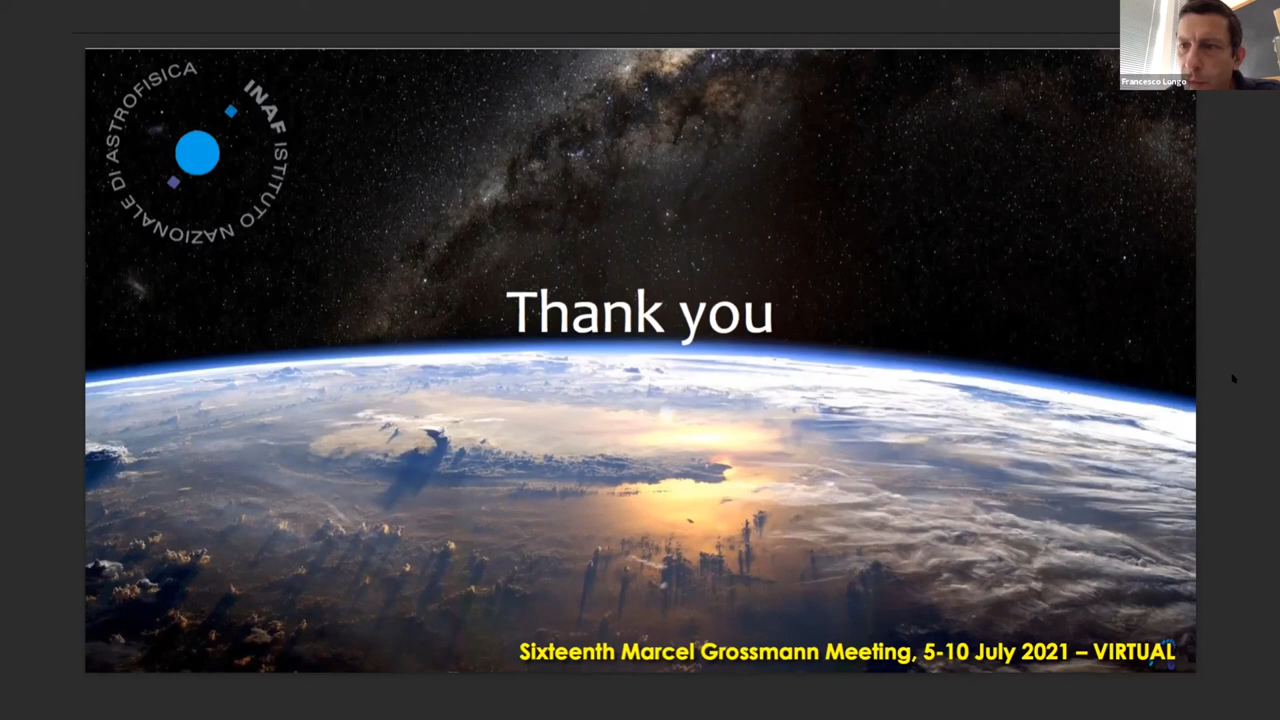 Francesco Longo
INAF ISTITUTO NAZIONALE DI ASTROFISICA
Thank you
Sixteenth Marcel Grossmann Meeting, 5-10 July 2021 – VIRTUAL